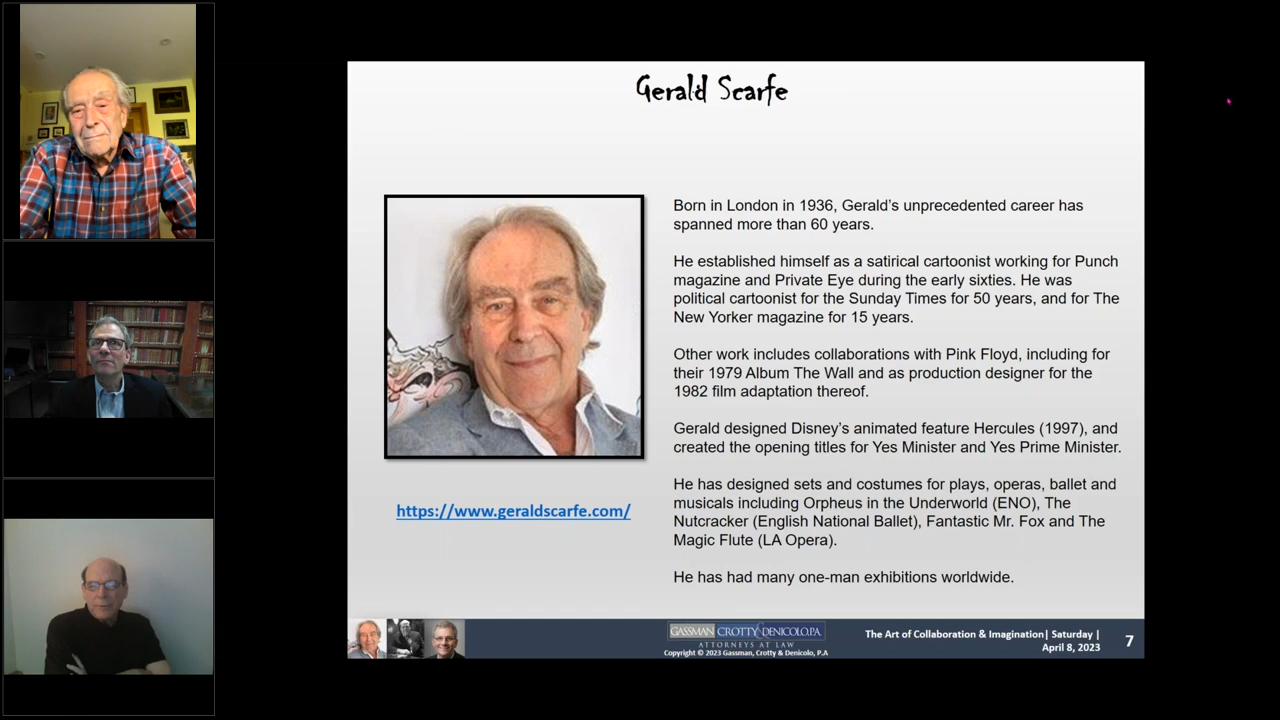 Gerald Scarfe
Born in London in 1936, Gerald's unprecedented career has
spanned more than 60 years.
He established himself as a satirical cartoonist working for Punch
magazine and Private Eye during the early sixties. He was
political cartoonist for the Sunday Times for 50 years, and for The
New Yorker magazine for 15 years.
Other work includes collaborations with Pink Floyd, including for
their 1979 Album The Wall and as production designer for the
1982 film adaptation thereof.
Gerald designed Disney's animated feature Hercules (1997), and
created the opening titles for Yes Minister and Yes Prime Minister.
He has designed sets and costumes for plays, operas, ballet and
musicals including Orpheus in the Underworld (ENO), The
Nutcracker (English National Ballet), Fantastic Mr. Fox and The
Magic Flute (LA Opera).
He has had many one-man exhibitions worldwide.
https://www.geraldscarfe.com/
GASSMAN CROTTY & DENICOLO, P.A.
ATTORNEYS AT LAW
Copyright © 2023 Gassman, Crotty & Denicolo, P.A
The Art of Collaboration & Imagination| Saturday |
April 8, 2023
7